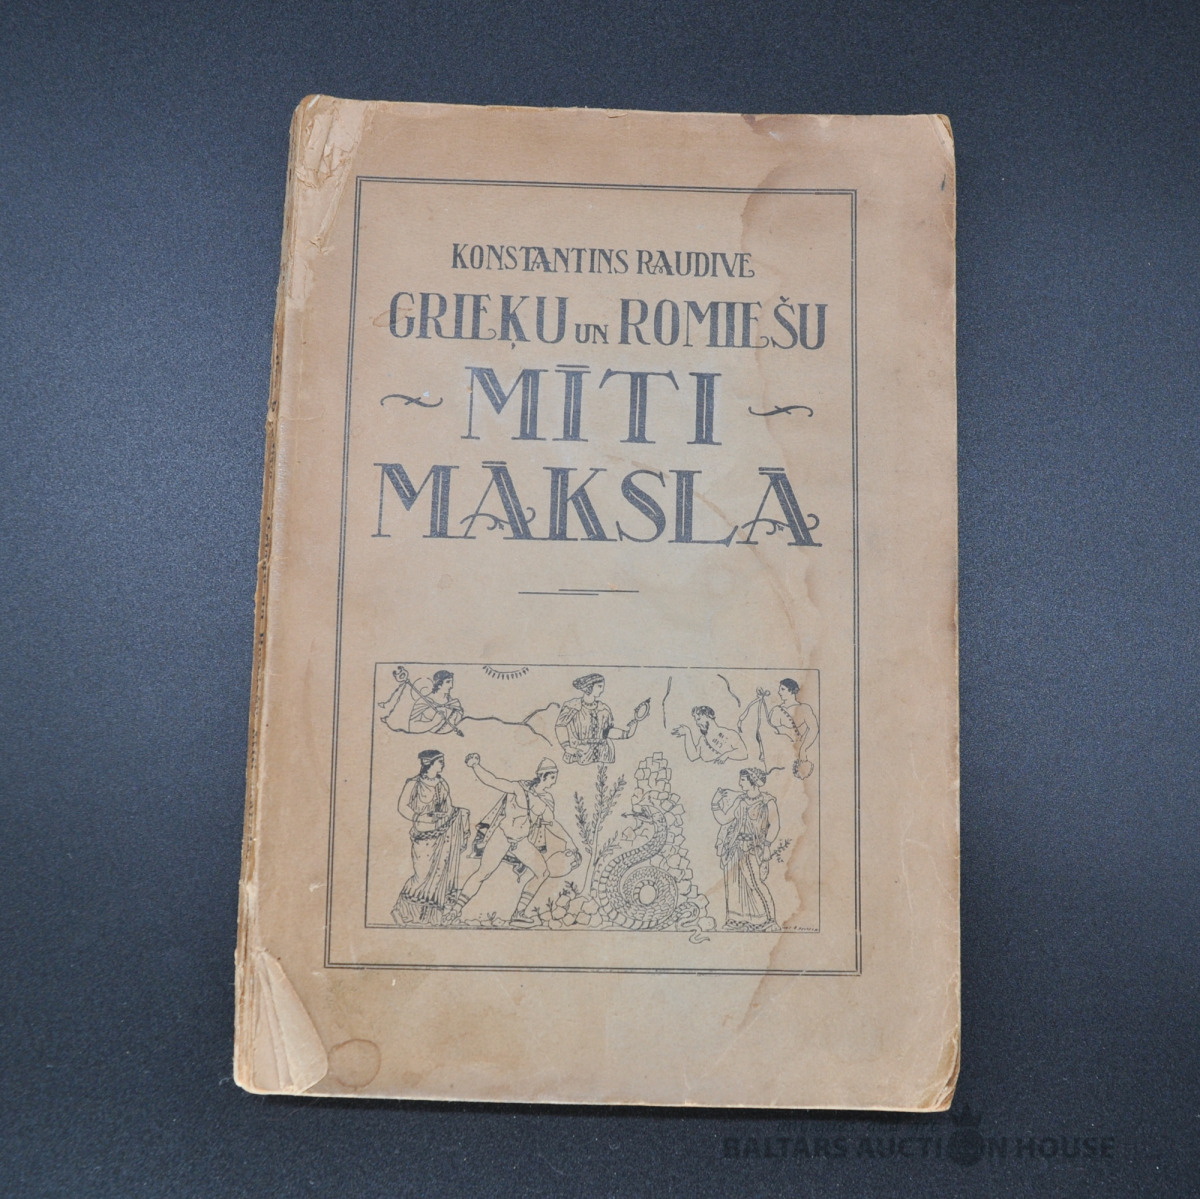 KONSTANTINS RAUDIVE
GRIEĶU UN ROMIEŠU
~ MĪTI ~
MĀKSLĀ
BALTARS AUCTION HOUSE